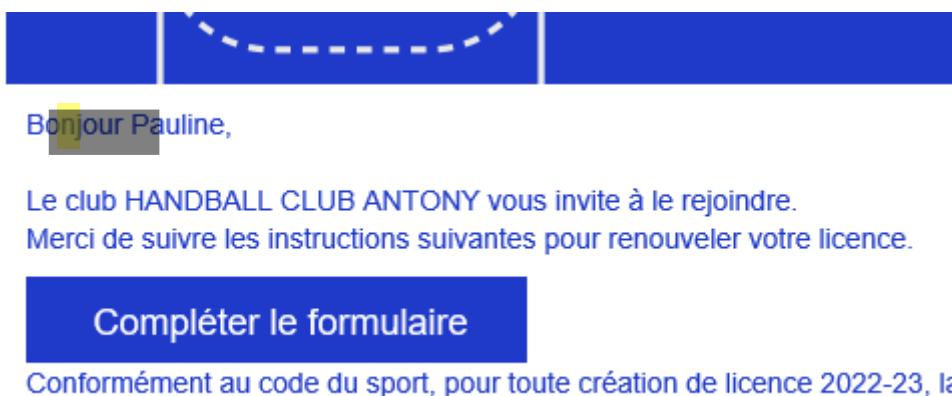 Bonjour Pauline,
Le club HANDBALL CLUB ANTONY vous invite à le rejoindre.
Merci de suivre les instructions suivantes pour renouveler votre licence.
Compléter le formulaire
Conformément au code du sport, pour toute création de licence 2022-23, la